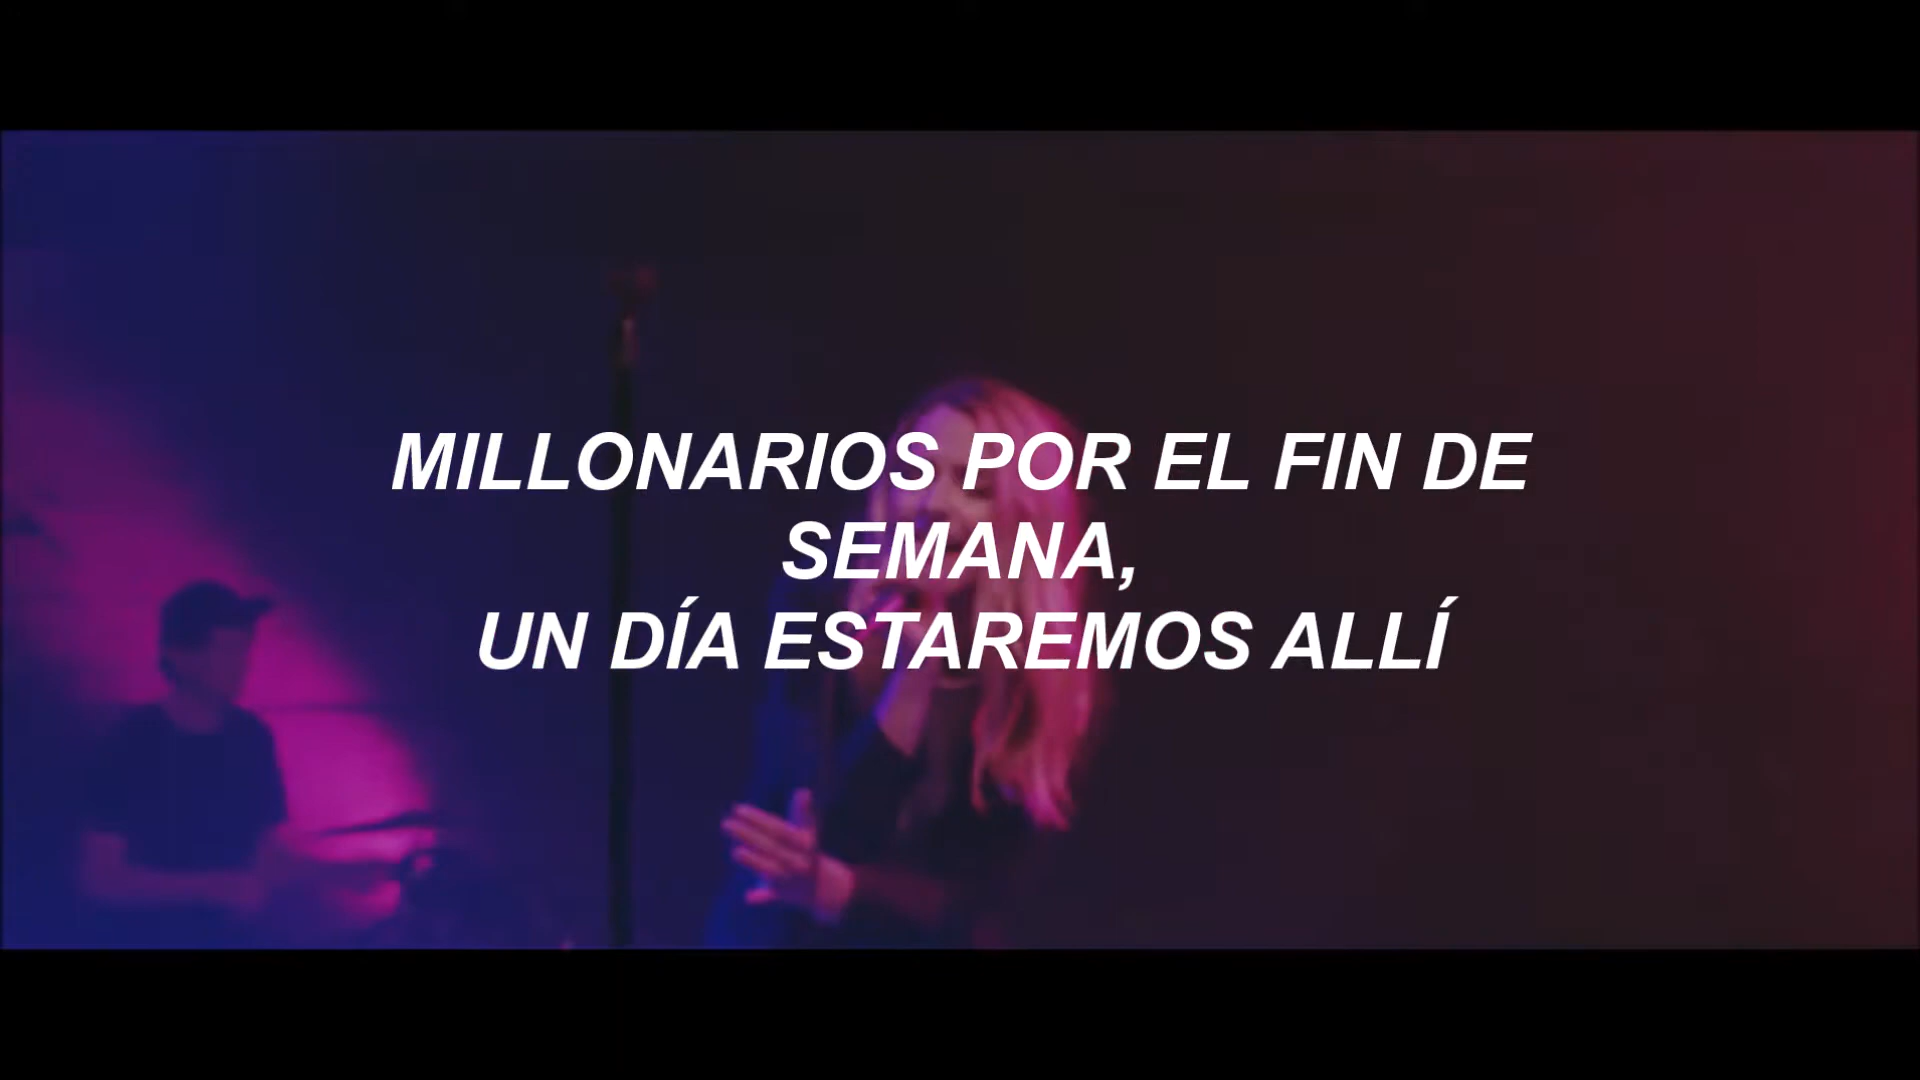 MILLONARIOS POR EL FIN DE
SEMANA,
UN DÍA ESTAREMOS ALLÍ